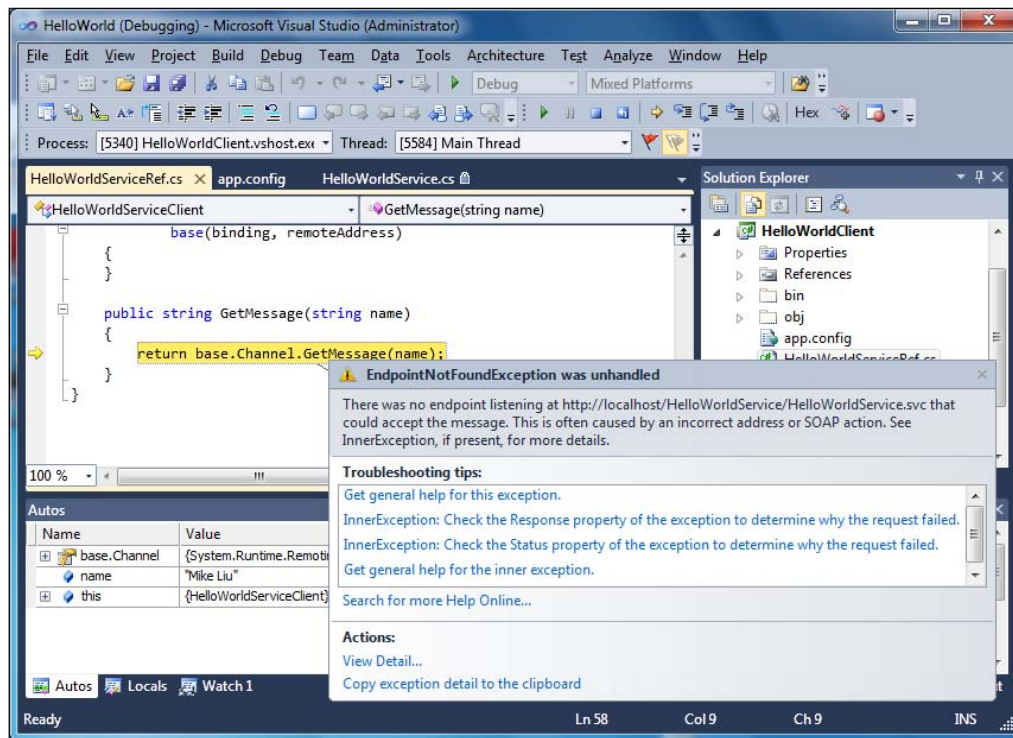 HelloWorld (Debugging) - Microsoft Visual Studio (Administrator)
File Edit View Project Build Debug Team Data Tools Architecture Test Analyze Window Help
Debug Mixed Platforms
Hex
Process: [5340] HelloWorldClient.vshost.exe Thread: [5584] Main Thread
HelloWorldServiceRef.cs app.config HelloWorldService.cs
Solution Explorer
HelloWorldServiceClient GetMessage(string name)
base(binding, remoteAddress)
{
}
public string GetMessage(string name)
{
return base.Channel.GetMessage(name);
}
}
HelloWorldClient
Properties
References
bin
obj
app.config
HelloWorldServiceRef.cs
EndpointNotFoundException was unhandled
There was no endpoint listening at http://localhost/HelloWorldService/HelloWorldService.svc that
could accept the message. This is often caused by an incorrect address or SOAP action. See
InnerException, if present, for more details.
Troubleshooting tips:
Get general help for this exception.
InnerException: Check the Response property of the exception to determine why the request failed.
InnerException: Check the Status property of the exception to determine why the request failed.
Get general help for the inner exception.
Search for more Help Online...
Actions:
View Detail...
Copy exception detail to the clipboard
100 %
Autos
Name Value
base.Channel {System.Runtime.Remoti
name "Mike Liu"
this {HelloWorldServiceClient}
Autos Locals Watch 1
Ready Ln 58 Col 9 Ch 9 INS